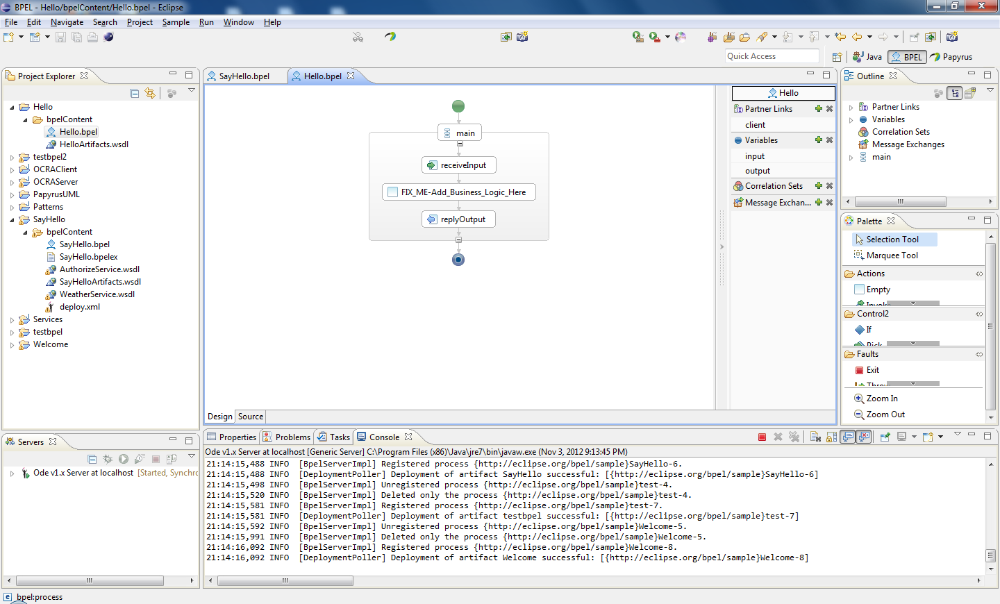 BPEL - Hello/bpelContent/Hello.bpel - Eclipse
File Edit Navigate Search Project Sample Run Window Help
Quick Access
Java
BPEL
Papyrus
Project Explorer
Hello
bpelContent
Hello.bpel
HelloArtifacts.wsdl
testbpel2
OCRAClient
OCRAServer
PapyrusUML
Patterns
SayHello
bpelContent
SayHello.bpel
SayHello.bpelex
AuthorizeService.wsdl
SayHelloArtifacts.wsdl
WeatherService.wsdl
deploy.xml
Services
testbpel
Welcome
SayHello.bpel
Hello.bpel
main
receiveInput
FIX_ME-Add_Business_Logic_Here
replyOutput
Hello
Partner Links
client
Variables
input
output
Correlation Sets
Message Exchan...
Design Source
Outline
Partner Links
Variables
Correlation Sets
Message Exchanges
main
Palette
Selection Tool
Marquee Tool
Actions
Empty
Control2
If
Faults
Exit
Zoom In
Zoom Out
Servers
Ode v1.x Server at localhost [Started, Synchro
Properties Problems Tasks Console
Ode v1.x Server at localhost [Generic Server] C:\Program Files (x86)\Java\jre7\bin\javaw.exe (Nov 3, 2012 9:13:45 PM)
21:14:15,488 INFO [BpelServerImpl] Registered process {http://eclipse.org/bpel/sample}SayHello-6.
21:14:15,488 INFO [DeploymentPoller] Deployment of artifact SayHello successful: [{http://eclipse.org/bpel/sample}SayHello-6]
21:14:15,498 INFO [BpelServerImpl] Unregistered process {http://eclipse.org/bpel/sample}test-4.
21:14:15,520 INFO [BpelServerImpl] Deleted only the process {http://eclipse.org/bpel/sample}test-4.
21:14:15,581 INFO [BpelServerImpl] Registered process {http://eclipse.org/bpel/sample}test-7.
21:14:15,581 INFO [DeploymentPoller] Deployment of artifact testbpel successful: [{http://eclipse.org/bpel/sample}test-7]
21:14:15,592 INFO [BpelServerImpl] Unregistered process {http://eclipse.org/bpel/sample}Welcome-5.
21:14:15,991 INFO [BpelServerImpl] Deleted only the process {http://eclipse.org/bpel/sample}Welcome-5.
21:14:16,092 INFO [BpelServerImpl] Registered process {http://eclipse.org/bpel/sample}Welcome-8.
21:14:16,092 INFO [DeploymentPoller] Deployment of artifact Welcome successful: [{http://eclipse.org/bpel/sample}Welcome-8]
bpel:process